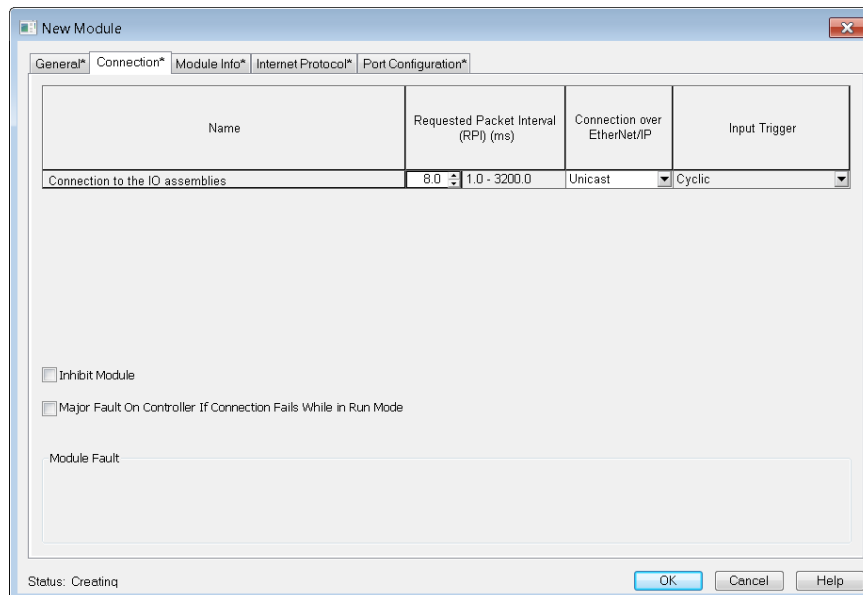 New Module
General* Connection* Module Info* Internet Protocol* Port Configuration*
Name
Requested Packet Interval
(RPI) (ms)
Connection over
EtherNet/IP
Input Trigger
Connection to the IO assemblies 8.0 1.0 - 3200.0 Unicast Cyclic
Inhibit Module
Major Fault On Controller If Connection Fails While in Run Mode
Module Fault
Status: Creating OK Cancel Help